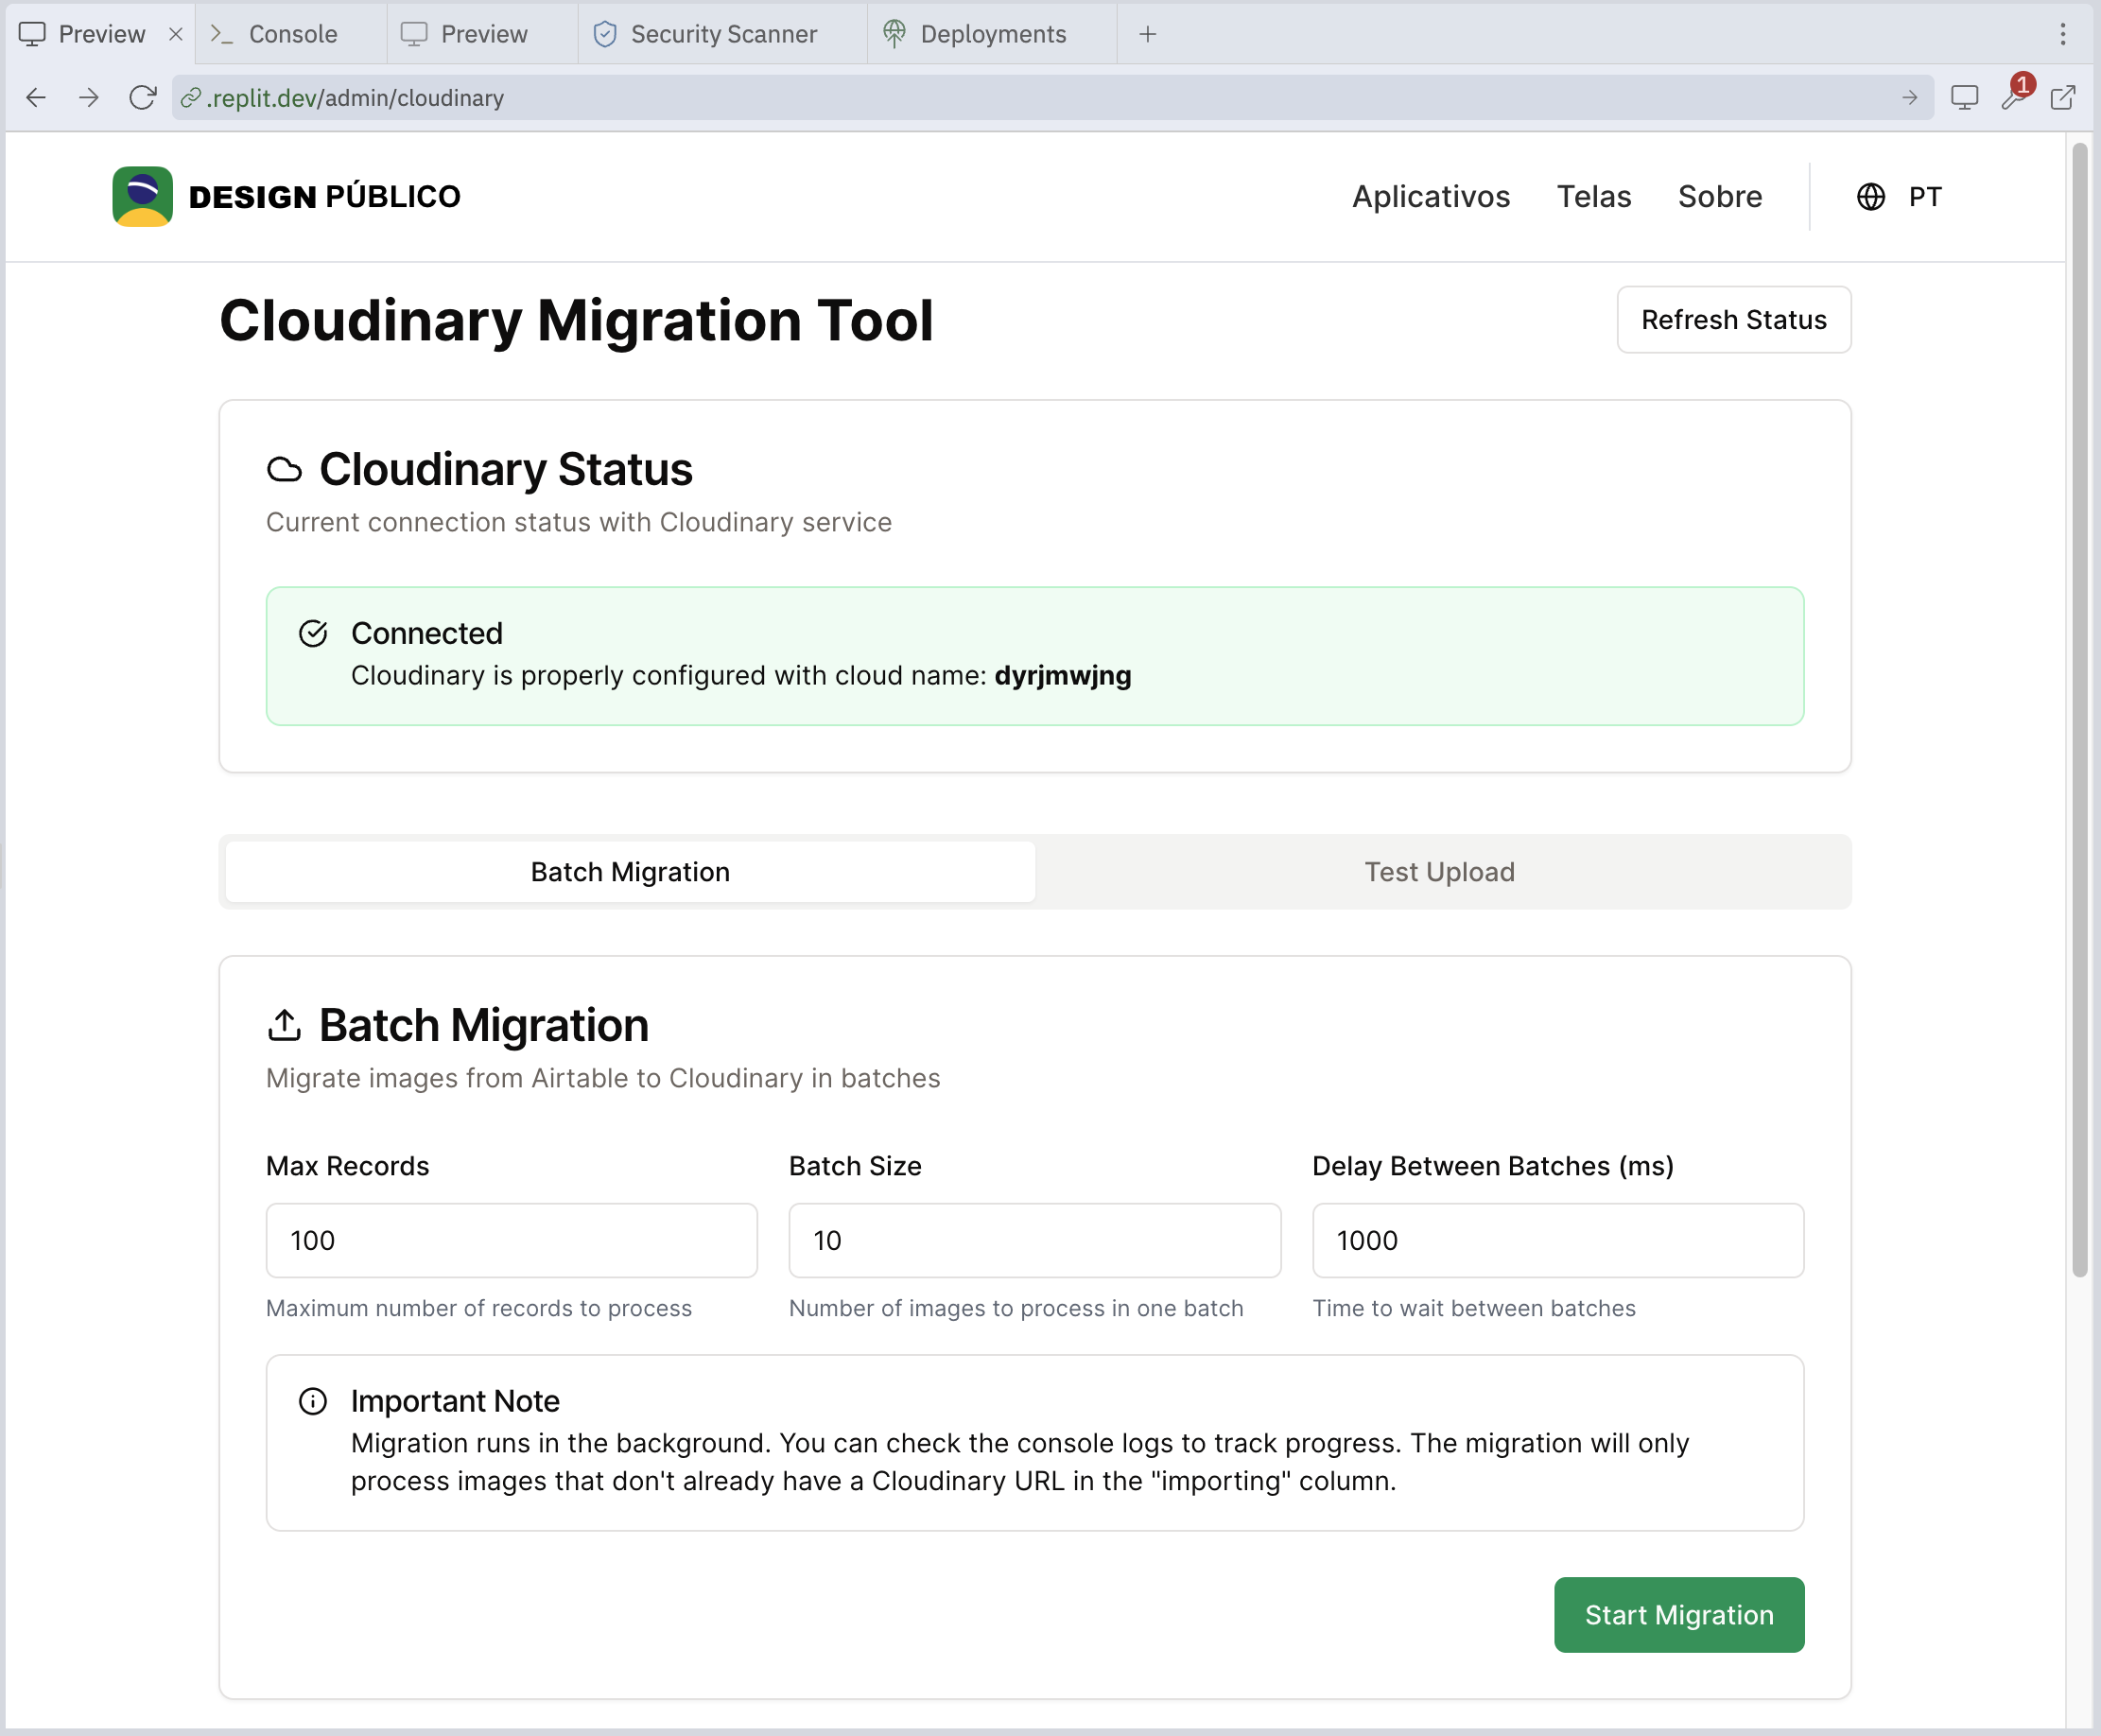 Preview
Console
Preview
Security Scanner
Deployments
.replit.dev/admin/cloudinary
1
DESIGN PÚBLICO
Aplicativos
Telas
Sobre
PT
Cloudinary Migration Tool
Refresh Status
Cloudinary Status
Current connection status with Cloudinary service
Connected
Cloudinary is properly configured with cloud name: dyrjmwjng
Batch Migration
Test Upload
Batch Migration
Migrate images from Airtable to Cloudinary in batches
Max Records
Batch Size
Delay Between Batches (ms)
100
10
1000
Maximum number of records to process
Number of images to process in one batch
Time to wait between batches
Important Note
Migration runs in the background. You can check the console logs to track progress. The migration will only
process images that don't already have a Cloudinary URL in the "importing" column.
Start Migration